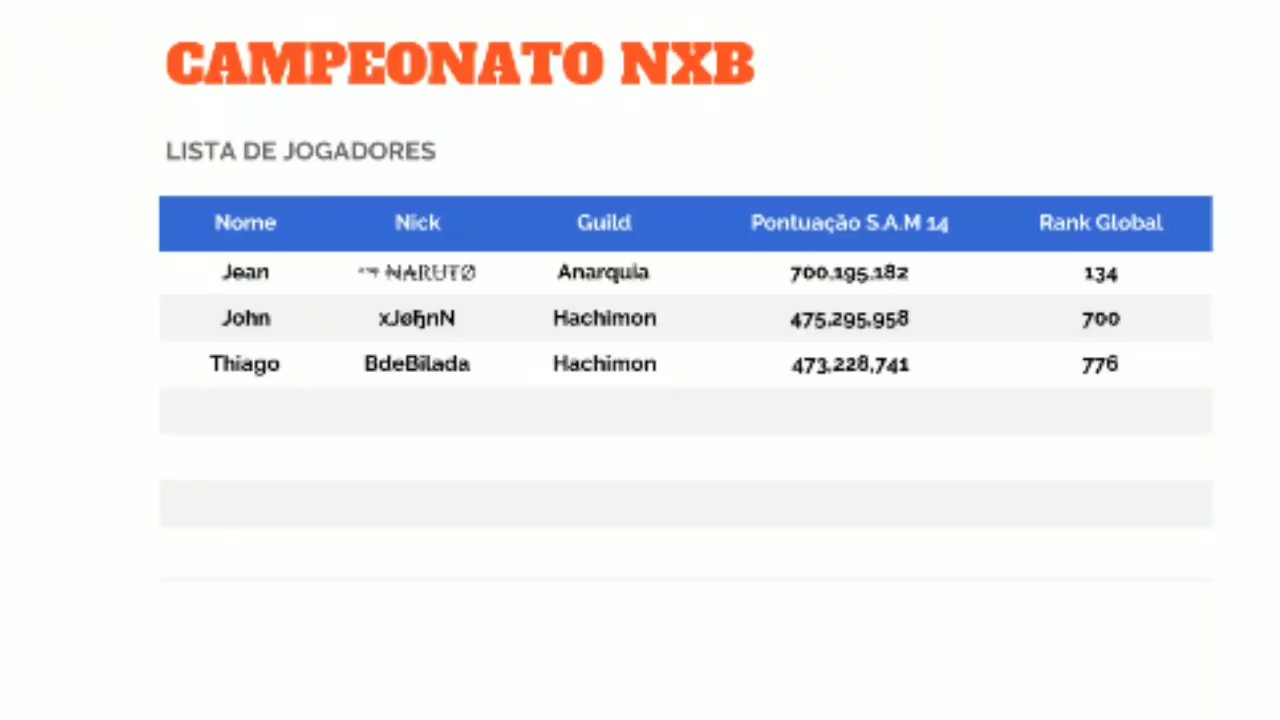 CAMPEONATO NXB
LISTA DE JOGADORES
Nome Nick Guild Pontuação S.A.M 14 Rank Global
Jean NARUTØ Anarquia 700,195,182 134
John xJøɧnN Hachimon 475,295,958 700
Thiago BdeBilada Hachimon 473,228,741 776